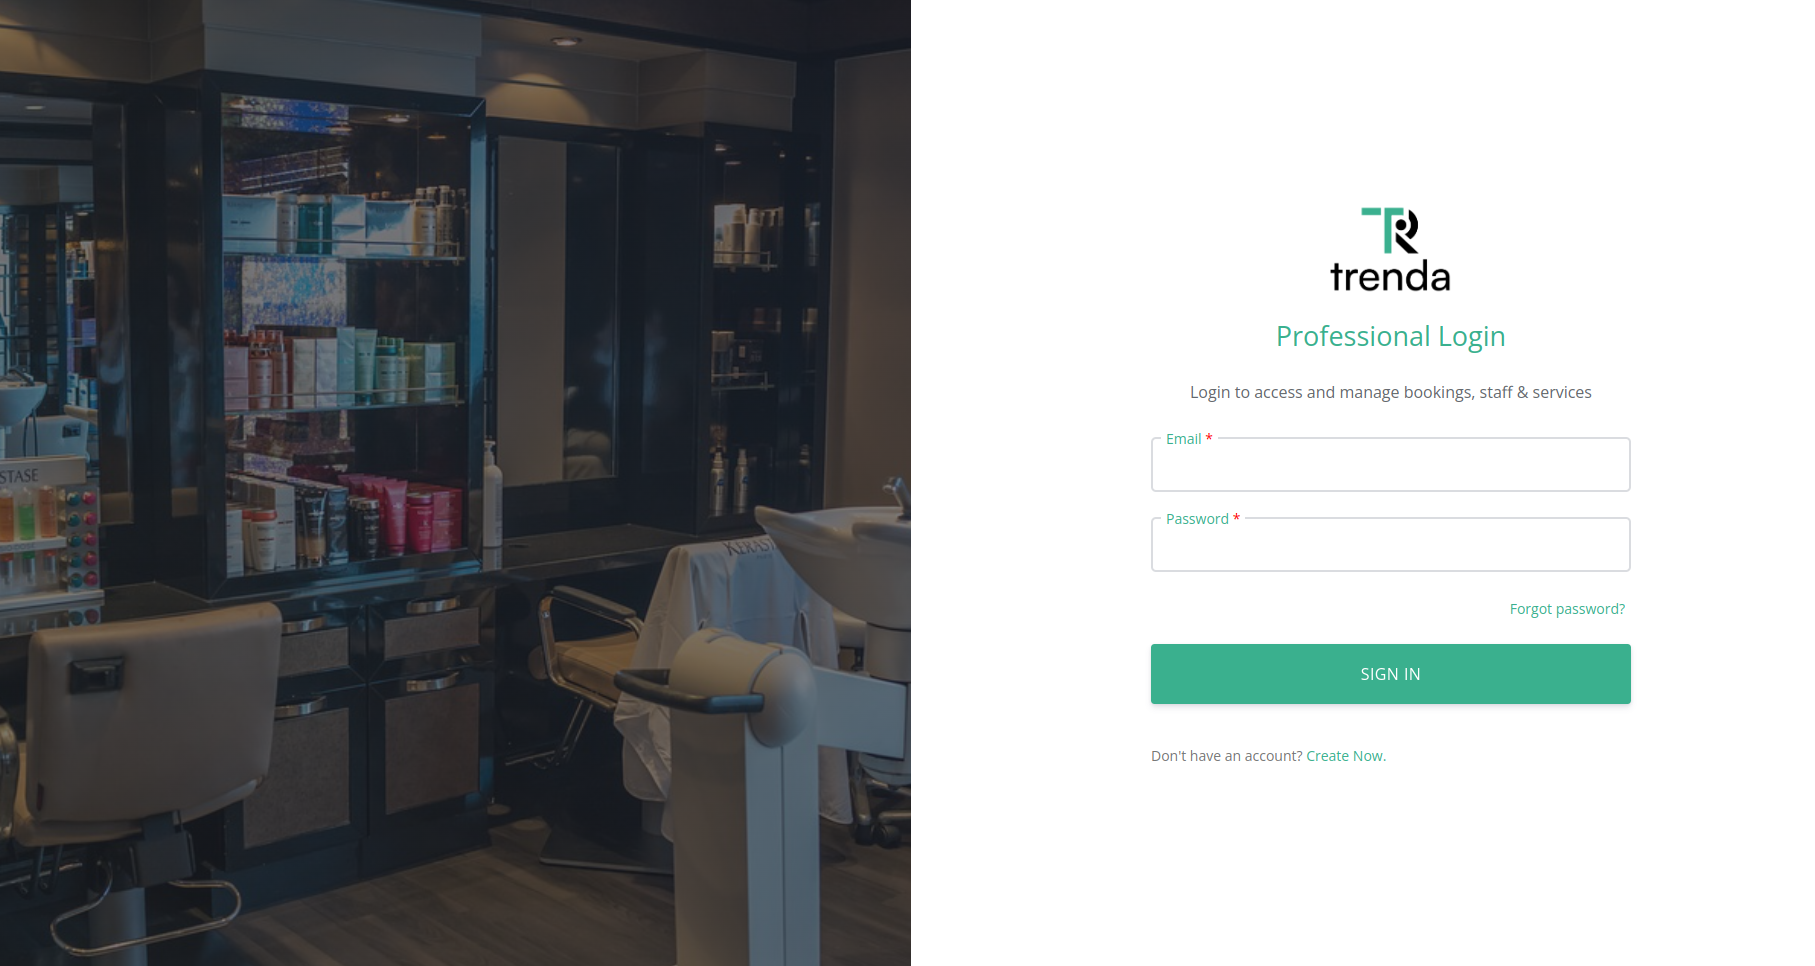 STASE
KERASTASE
TR
trenda
Professional Login
Login to access and manage bookings, staff & services
Email *
Password *
Forgot password?
SIGN IN
Don't have an account? Create Now.